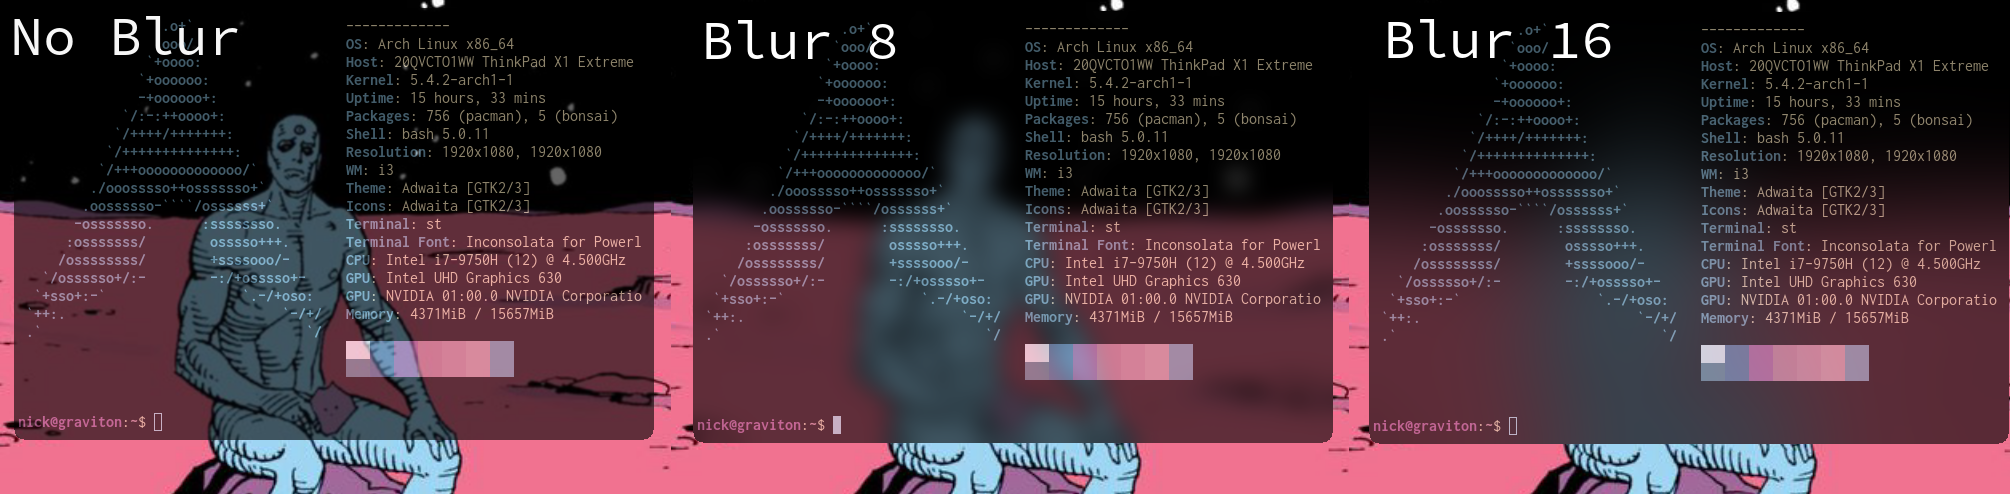 No Blur
-------------
OS: Arch Linux x86_64
Host: 20QVCTO1WW ThinkPad X1 Extreme
Kernel: 5.4.2-arch1-1
Uptime: 15 hours, 33 mins
Packages: 756 (pacman), 5 (bonsai)
Shell: bash 5.0.11
Resolution: 1920x1080, 1920x1080
WM: i3
Theme: Adwaita [GTK2/3]
Icons: Adwaita [GTK2/3]
Terminal: st
Terminal Font: Inconsolata for Powerl
CPU: Intel i7-9750H (12) @ 4.500GHz
GPU: Intel UHD Graphics 630
GPU: NVIDIA 01:00.0 NVIDIA Corporatio
Memory: 4371MiB / 15657MiB
nick@graviton:~$
Blur 8
-------------
OS: Arch Linux x86_64
Host: 20QVCTO1WW ThinkPad X1 Extreme
Kernel: 5.4.2-arch1-1
Uptime: 15 hours, 33 mins
Packages: 756 (pacman), 5 (bonsai)
Shell: bash 5.0.11
Resolution: 1920x1080, 1920x1080
WM: i3
Theme: Adwaita [GTK2/3]
Icons: Adwaita [GTK2/3]
Terminal: st
Terminal Font: Inconsolata for Powerl
CPU: Intel i7-9750H (12) @ 4.500GHz
GPU: Intel UHD Graphics 630
GPU: NVIDIA 01:00.0 NVIDIA Corporatio
Memory: 4371MiB / 15657MiB
nick@graviton:~$
Blur 16
-------------
OS: Arch Linux x86_64
Host: 20QVCTO1WW ThinkPad X1 Extreme
Kernel: 5.4.2-arch1-1
Uptime: 15 hours, 33 mins
Packages: 756 (pacman), 5 (bonsai)
Shell: bash 5.0.11
Resolution: 1920x1080, 1920x1080
WM: i3
Theme: Adwaita [GTK2/3]
Icons: Adwaita [GTK2/3]
Terminal: st
Terminal Font: Inconsolata for Powerl
CPU: Intel i7-9750H (12) @ 4.500GHz
GPU: Intel UHD Graphics 630
GPU: NVIDIA 01:00.0 NVIDIA Corporatio
Memory: 4371MiB / 15657MiB
nick@graviton:~$